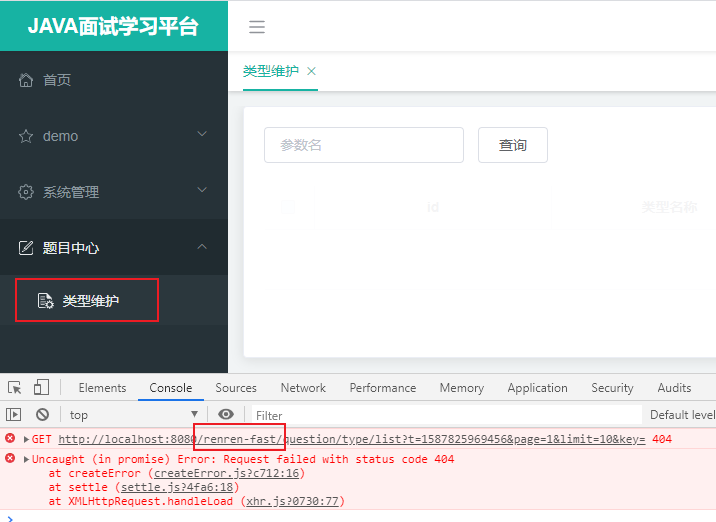 JAVA面试学习平台
首页
demo
系统管理
题目中心
类型维护
类型维护 ×
参数名 查询
id 类型名称
Elements Console Sources Network Performance Memory Application Security Audits
top Filter Default level
GET http://localhost:8080/renren-fast/question/type/list?t=1587825969456&page=1&limit=10&key= 404
Uncaught (in promise) Error: Request failed with status code 404
at createError (createError.js?c712:16)
at settle (settle.js?4fa6:18)
at XMLHttpRequest.handleLoad (xhr.js?0730:77)